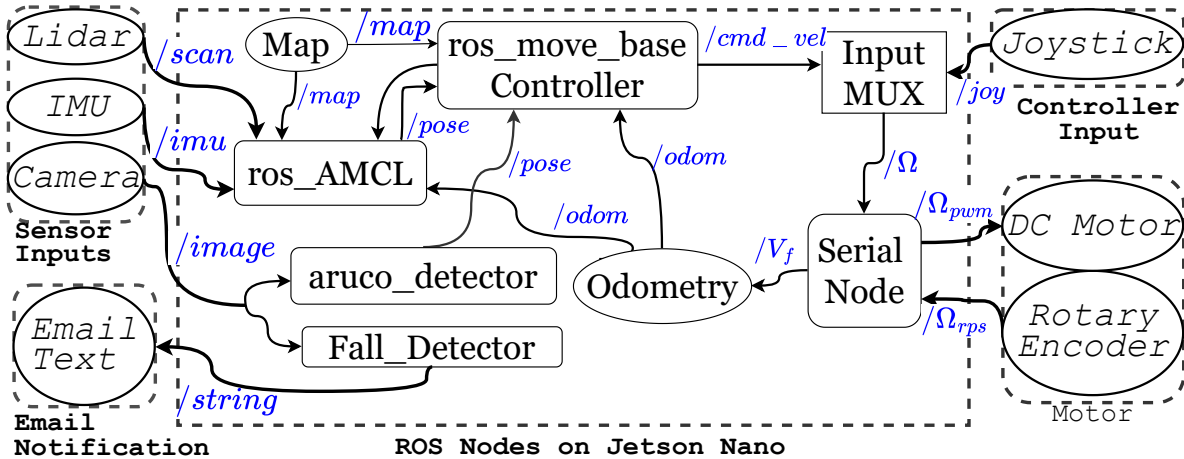 Lidar
IMU
Camera
Sensor
Inputs
/scan
/imu
/image
Map
/map
/map
ros_move_base
Controller
/cmd_vel
Input
MUX
/joy
Joystick
Controller
Input
/pose
ros_AMCL
/pose
/odom
/odom
/Ω
/Ωpwm
DC Motor
Serial
Node
/Vf
Odometry
/Ωrps
Rotary
Encoder
Motor
aruco_detector
Fall_Detector
Email
Text
/string
Email
Notification
ROS Nodes on Jetson Nano